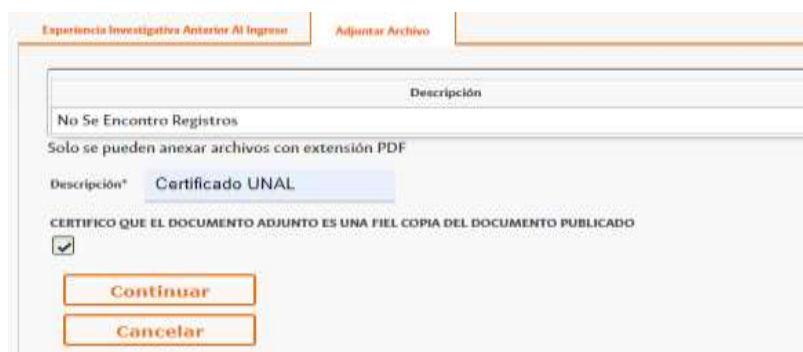 Experiencia Investigativa Anterior Al Ingreso Adjuntar Archivo
Descripción
No Se Encontro Registros
Solo se pueden anexar archivos con extensión PDF
Descripción* Certificado UNAL
CERTIFICO QUE EL DOCUMENTO ADJUNTO ES UNA FIEL COPIA DEL DOCUMENTO PUBLICADO
Continuar
Cancelar